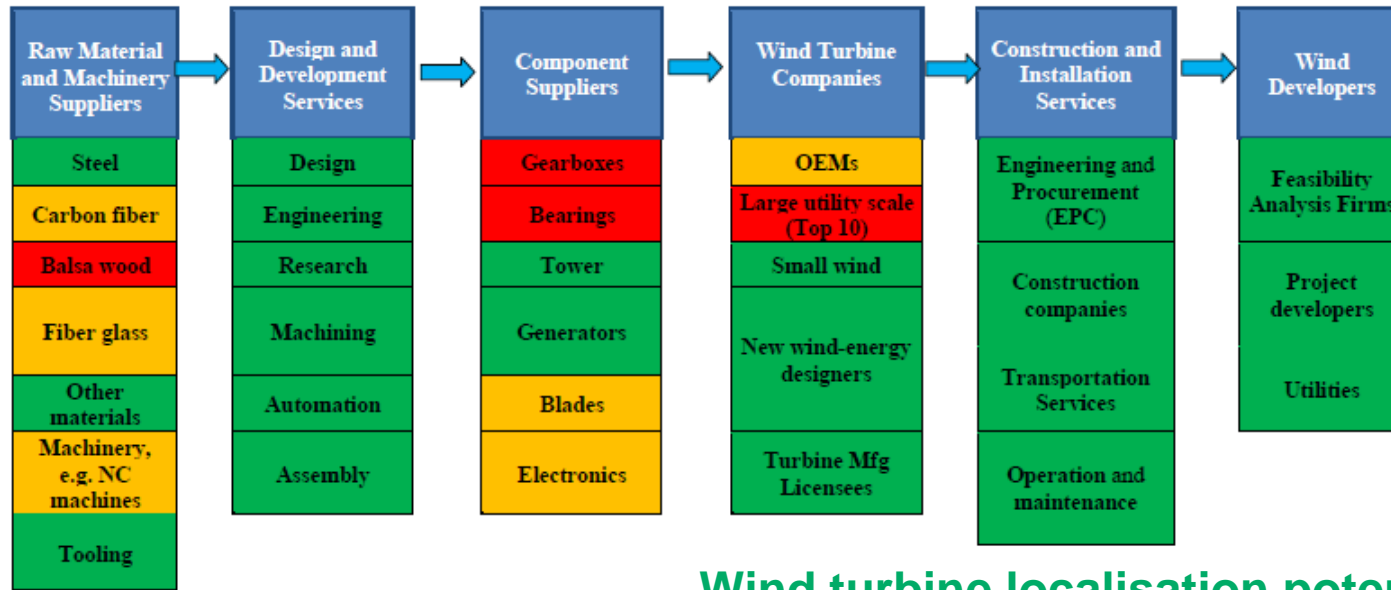 Raw Material
and Machinery
Suppliers
Steel
Carbon fiber
Balsa wood
Fiber glass
Other
materials
Machinery,
e.g. NC
machines
Tooling
Design and
Development
Services
Design
Engineering
Research
Machining
Automation
Assembly
Component
Suppliers
Gearboxes
Bearings
Tower
Generators
Blades
Electronics
Wind Turbine
Companies
OEMs
Large utility scale
(Top 10)
Small wind
New wind-energy
designers
Turbine Mfg
Licensees
Construction and
Installation
Services
Engineering and
Procurement
(EPC)
Construction
companies
Transportation
Services
Operation and
maintenance
Wind
Developers
Feasibility
Analysis Firms
Project
developers
Utilities
Wind turbine localisation